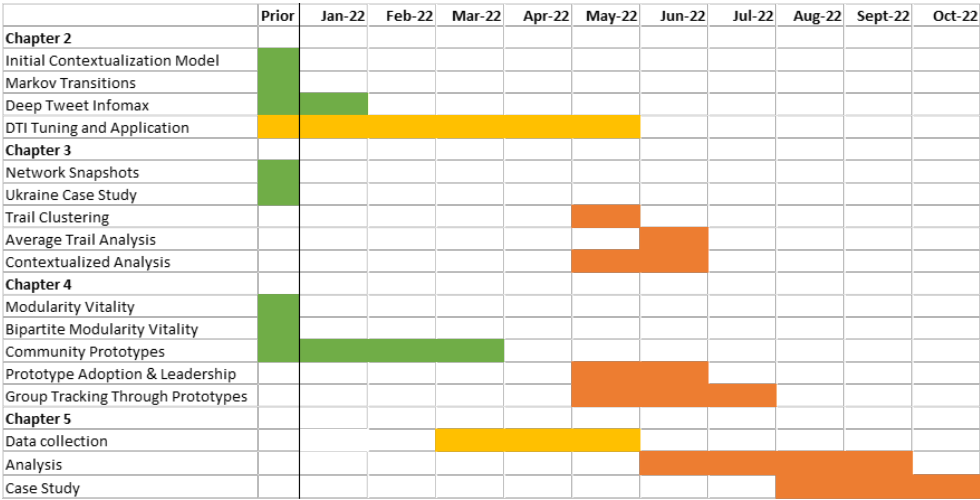 Prior Jan-22 Feb-22 Mar-22 Apr-22 May-22 Jun-22 Jul-22 Aug-22 Sept-22 Oct-22
Chapter 2
Initial Contextualization Model
Markov Transitions
Deep Tweet Infomax
DTI Tuning and Application
Chapter 3
Network Snapshots
Ukraine Case Study
Trail Clustering
Average Trail Analysis
Contextualized Analysis
Chapter 4
Modularity Vitality
Bipartite Modularity Vitality
Community Prototypes
Prototype Adoption & Leadership
Group Tracking Through Prototypes
Chapter 5
Data collection
Analysis
Case Study